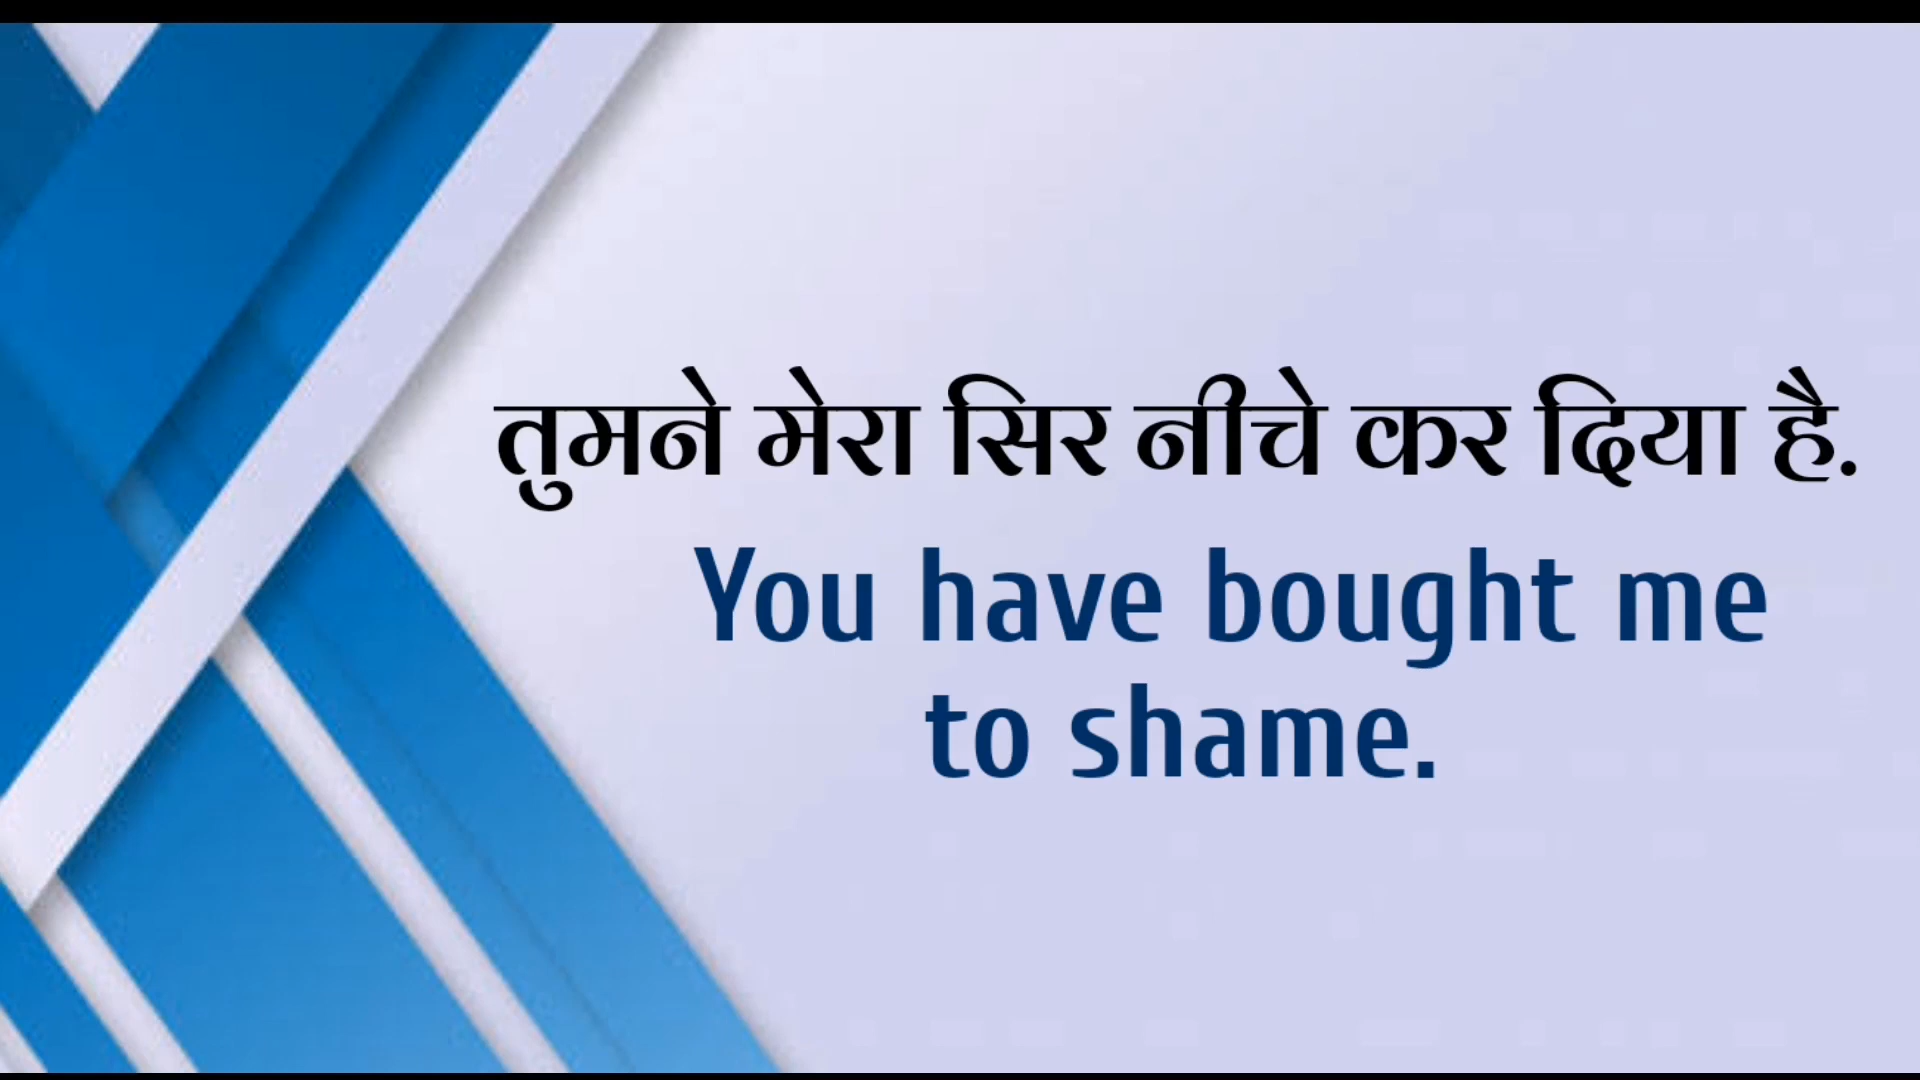 तुमने मेरा सिर नीचे कर दिया है.
You have bought me
to shame.